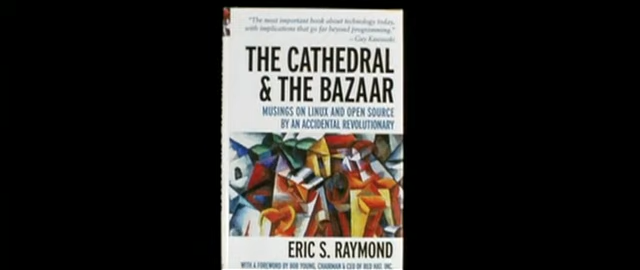 "The most important book about technology today,
with implications that go far beyond programming."
– Guy Kawasaki
THE CATHEDRAL
& THE BAZAAR
MUSINGS ON LINUX AND OPEN SOURCE
BY AN ACCIDENTAL REVOLUTIONARY
ERIC S. RAYMOND
WITH A FOREWORD BY BOB YOUNG, CHAIRMAN & CEO OF RED HAT, INC.